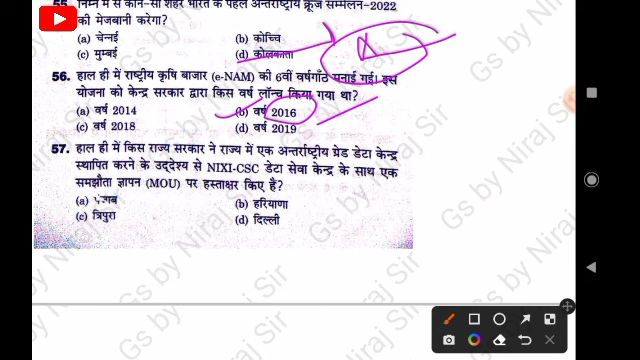 55. निम्न में से कौन-सा शहर भारत के पहले अन्तर्राष्ट्रीय क्रूज सम्मेलन-2022
की मेजबानी करेगा?
(a) चेन्नई (b) कोच्चि
(c) मुम्बई (d) कोलकाता
56. हाल ही में राष्ट्रीय कृषि बाजार (e-NAM) की 6वीं वर्षगाँठ मनाई गई। इस
योजना को केन्द्र सरकार द्वारा किस वर्ष लॉन्च किया गया था?
(a) वर्ष 2014 (b) वर्ष 2016
(c) वर्ष 2018 (d) वर्ष 2019
57. हाल ही में किस राज्य सरकार ने राज्य में एक अन्तर्राष्ट्रीय ग्रेड डेटा केन्द्र
स्थापित करने के उद्देश्य से NIXI-CSC डेटा सेवा केन्द्र के साथ एक
समझौता ज्ञापन (MOU) पर हस्ताक्षर किए हैं?
(a) पंजाब (b) हरियाणा
(c) त्रिपुरा (d) दिल्ली
Gs by Niraj Sir